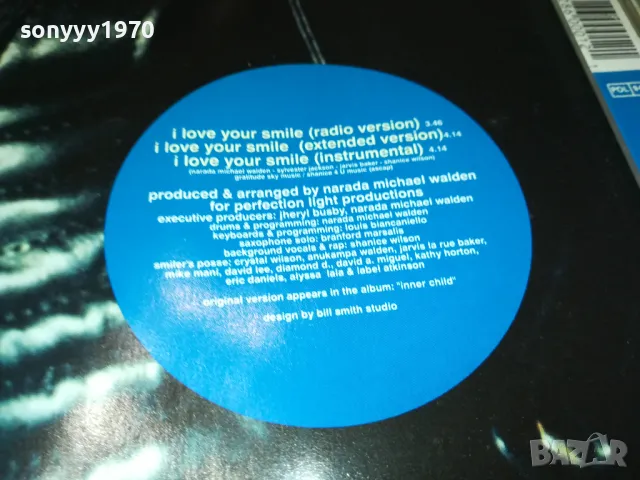 sonyyy1970
i love your smile (radio version) 3.46
i love your smile (extended version)4.14
i love your smile (instrumental) 4.14
(narada michael walden - sylvester jackson - jarvis baker - shanice wilson)
gratitude sky music / shanice 4 u music (ascap)
produced & arranged by narada michael walden
for perfection light productions
executive producers: jheryl busby, narada michael walden
drums & programming: narada michael walden
keyboards & programming: louis biancaniello
saxophone solo: branford marsalis
background vocals & rap: shanice wilson
smiler's posse: crystal wilson, anukampa walden, jarvis la rue baker,
mike mani, david lee, diamond d., david a. miguel, kathy horton,
eric daniels, alyssa lala & label atkinson
original version appears in the album: "inner child"
design by bill smith studio
POL
BAZAR